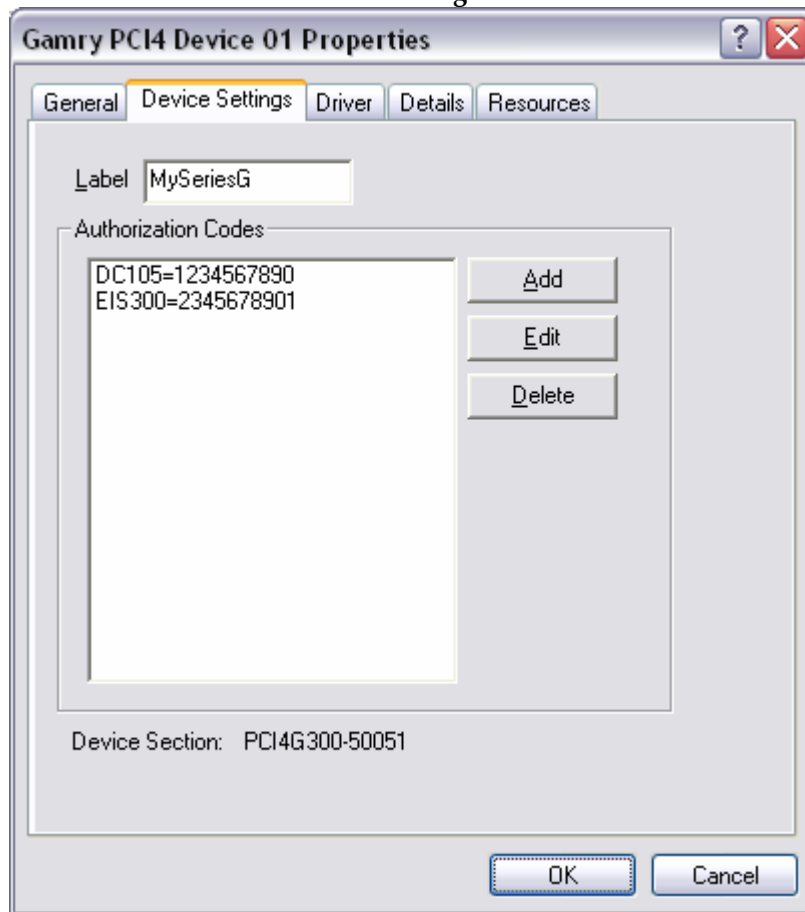 Gamry PCI4 Device 01 Properties
General Device Settings Driver Details Resources
Label MySeriesG
Authorization Codes
DC105=1234567890
EIS300=2345678901
Add
Edit
Delete
Device Section: PCI4G300-50051
OK Cancel